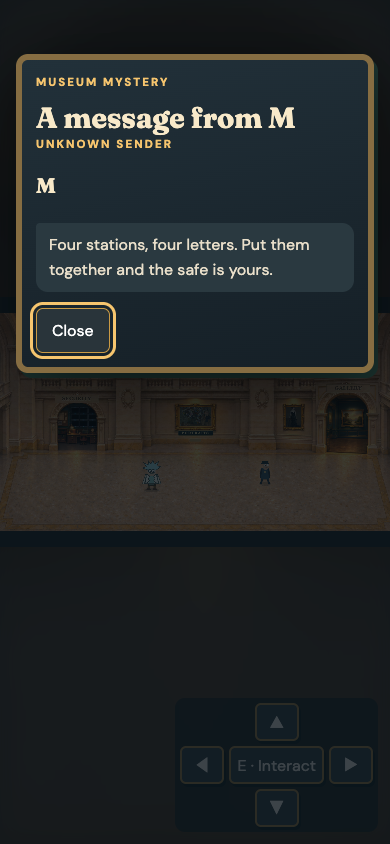 MUSEUM MYSTERY
A message from M
UNKNOWN SENDER
M
Four stations, four letters. Put them
together and the safe is yours.
Close
E · Interact